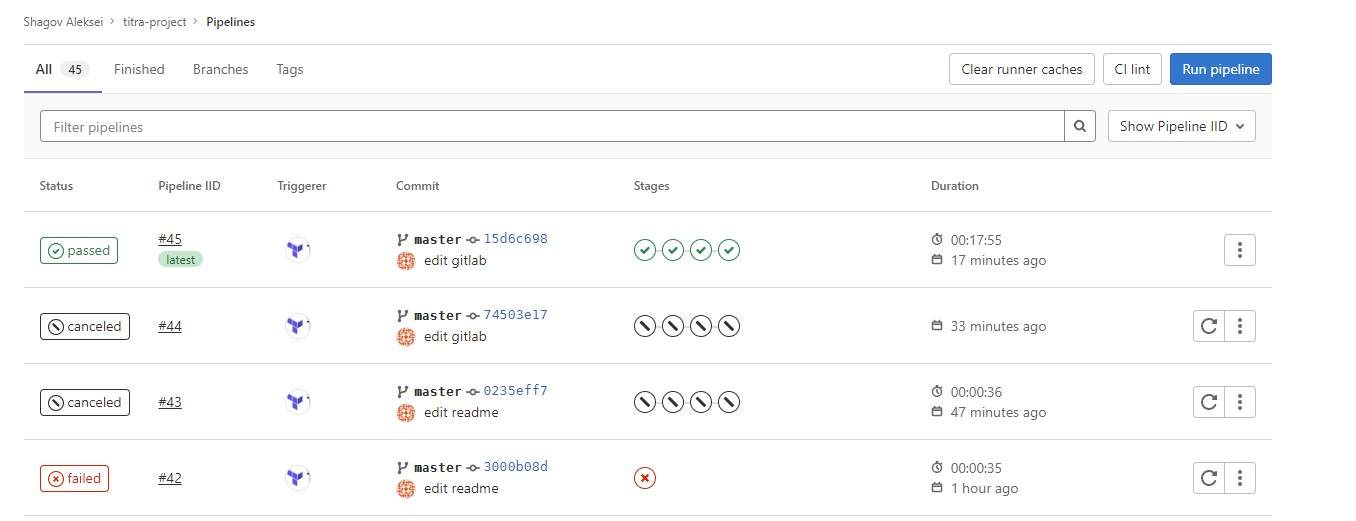 Shagov Aleksei > titra-project > Pipelines
All 45 Finished Branches Tags Clear runner caches CI lint Run pipeline
Filter pipelines Show Pipeline IID
Status Pipeline IID Triggerer Commit Stages Duration
passed #45 master 15d6c698 00:17:55
latest edit gitlab 17 minutes ago
canceled #44 master 74503e17 33 minutes ago
edit gitlab
canceled #43 master 0235eff7 00:00:36
edit readme 47 minutes ago
failed #42 master 3000b08d 00:00:35
edit readme 1 hour ago